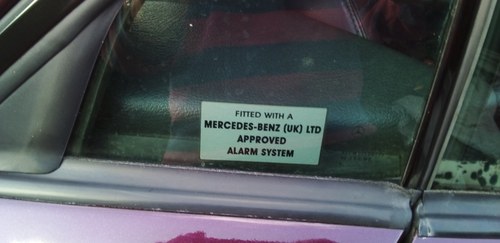 FITTED WITH A
MERCEDES-BENZ (UK) LTD
APPROVED
ALARM SYSTEM